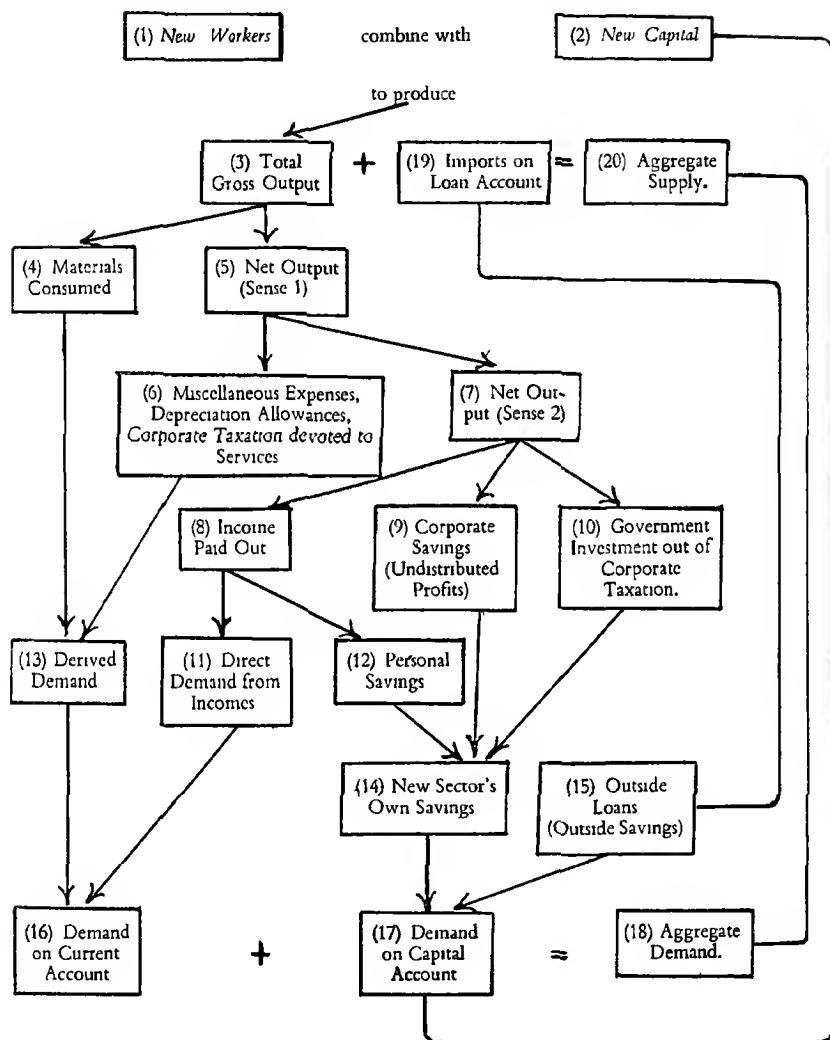 (1) New Workers combine with (2) New Capital
to produce
(3) Total
Gross Output
+
(19) Imports on
Loan Account
=
(20) Aggregate
Supply.
(4) Materials
Consumed
(5) Net Output
(Sense 1)
(6) Miscellaneous Expenses,
Depreciation Allowances,
Corporate Taxation devoted to
Services
(7) Net Out-
put (Sense 2)
(8) Income
Paid Out
(9) Corporate
Savings
(Undistributed
Profits)
(10) Government
Investment out of
Corporate
Taxation.
(13) Derived
Demand
(11) Direct
Demand from
Incomes
(12) Personal
Savings
(14) New Sector's
Own Savings
(15) Outside
Loans
(Outside Savings)
(16) Demand
on Current
Account
+
(17) Demand
on Capital
Account
=
(18) Aggregate
Demand.